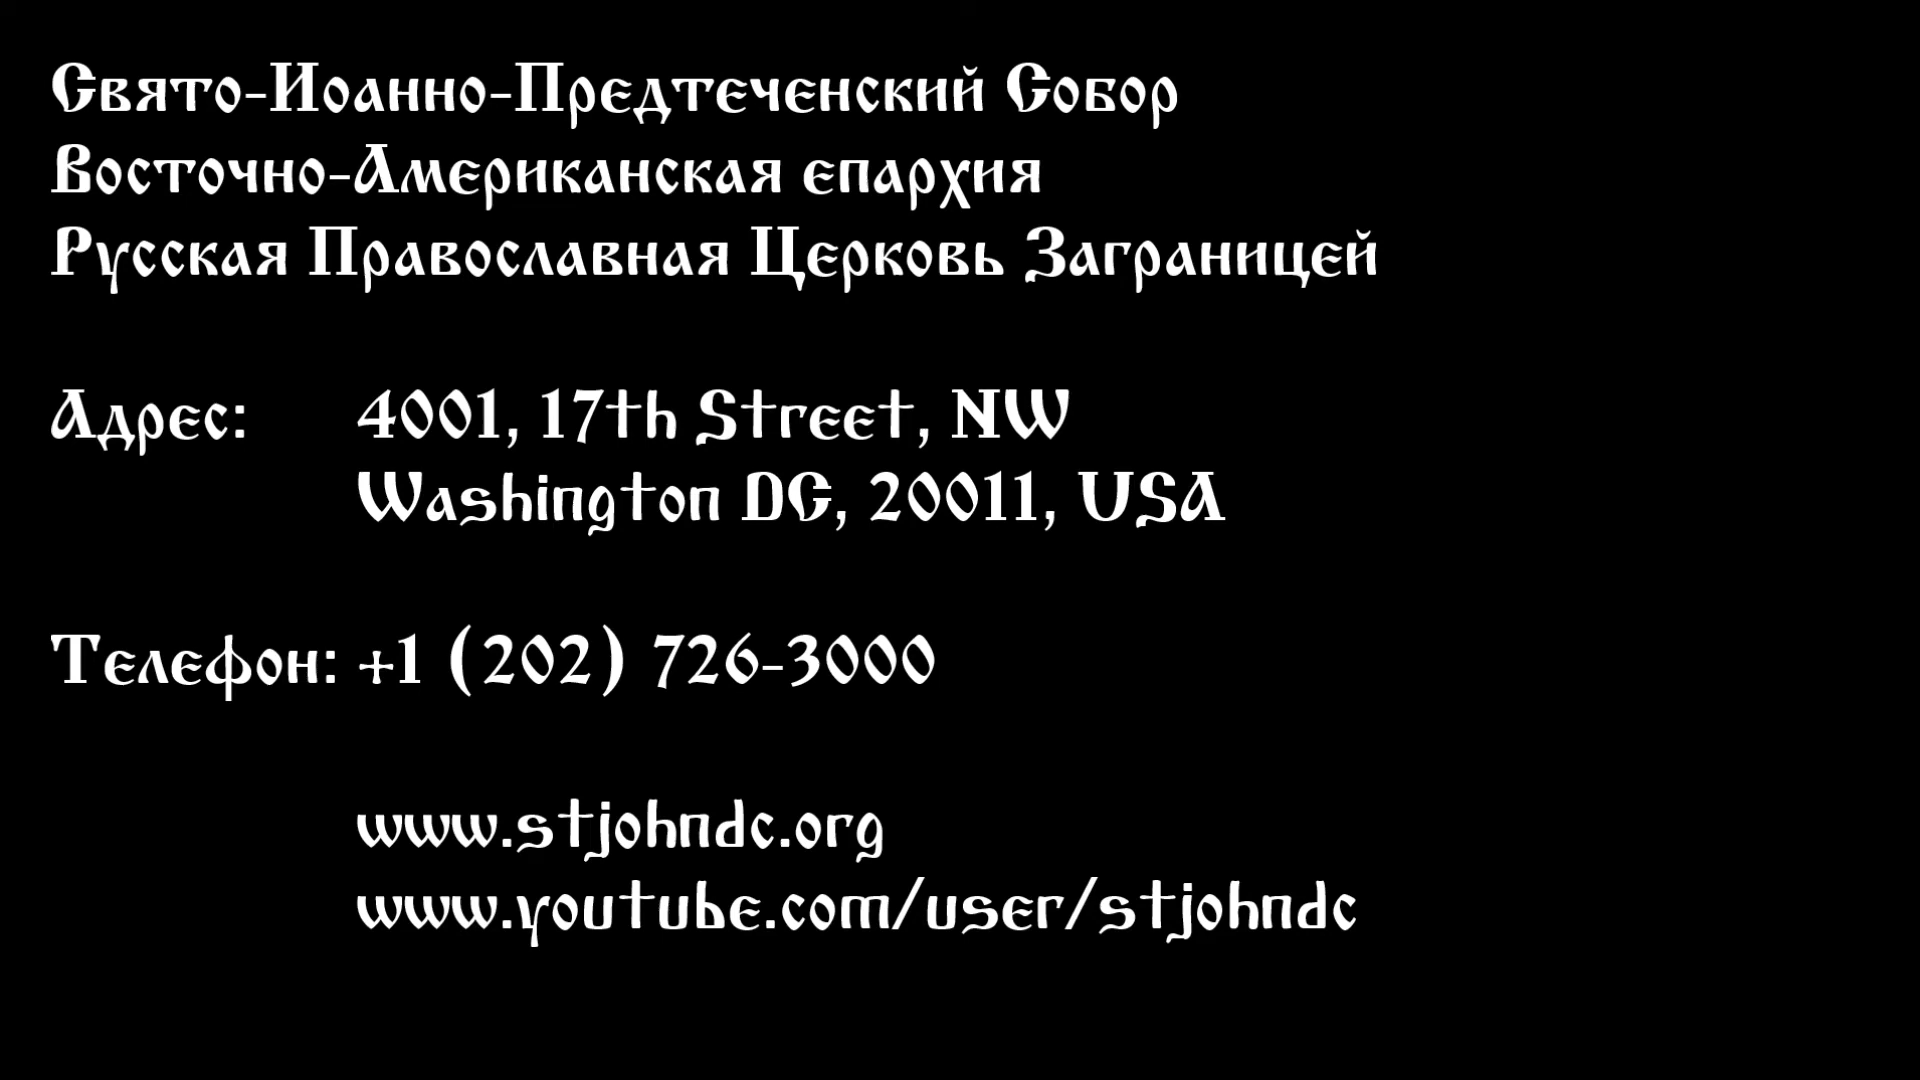 Свято-Иоанно-Предтеченский Собор
Восточно-Американская епархия
Русская Православная Церковь Заграницей
Адрес: 4001, 17th Street, NW
Washington DC, 20011, USA
Телефон: +1 (202) 726-3000
www.stjohndc.org
www.youtube.com/user/stjohndc